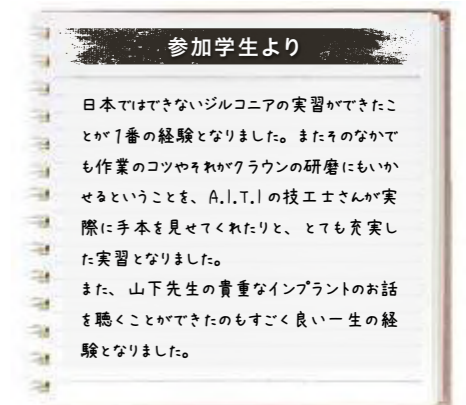 参加学生より
日本ではできないジルコニアの実習ができたこ
とが1番の経験となりました。またそのなかで
も作業のコツやそれがクラウンの研磨にもいか
せるということを、A.I.T.Iの技工士さんが実
際に手本を見せてくれたりと、とても充実し
た実習となりました。
また、山下先生の貴重なインプラントのお話
を聴くことができたのもすごく良い一生の経
験となりました。